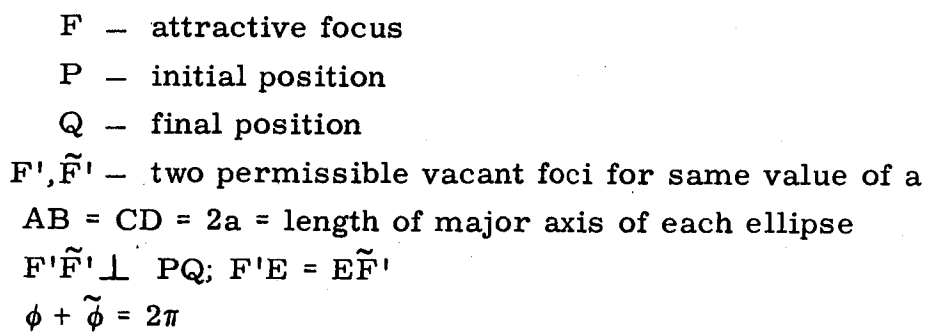 F – attractive focus
P – initial position
Q – final position
F',F̃' – two permissible vacant foci for same value of a
AB = CD = 2a = length of major axis of each ellipse
F'F̃'⊥ PQ; F'E = EF̃'
ϕ + ϕ̃ = 2π